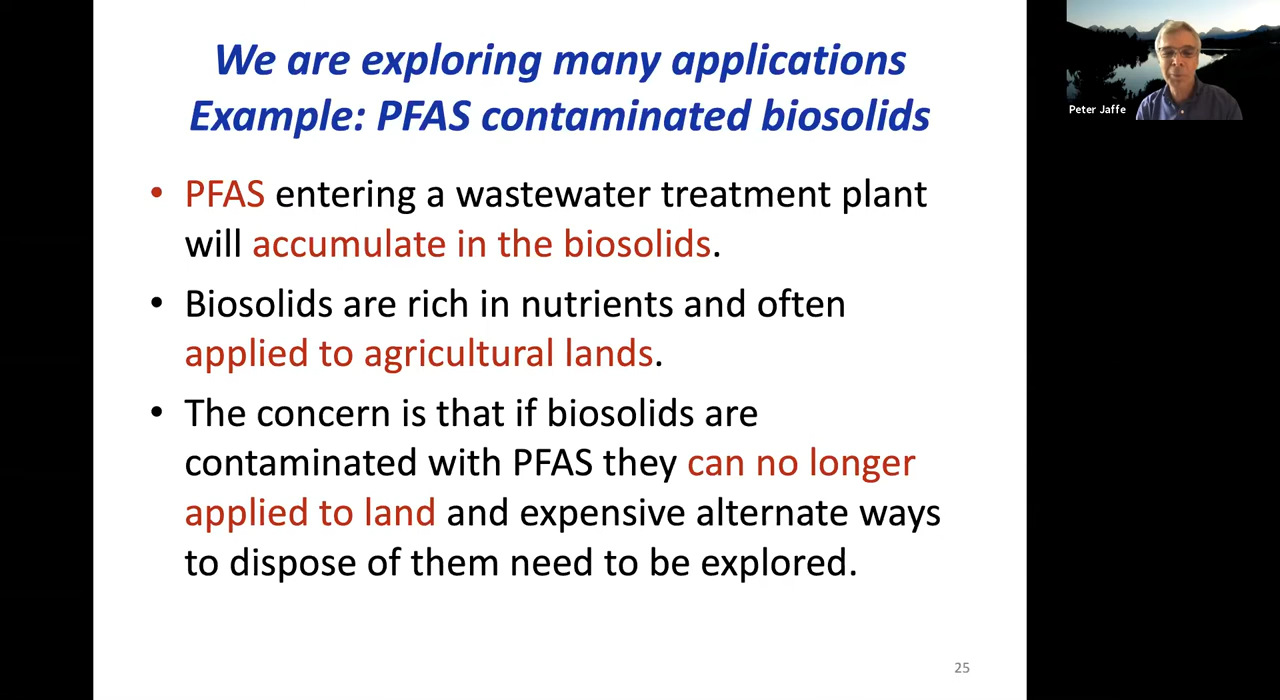 We are exploring many applications
Example: PFAS contaminated biosolids
• PFAS entering a wastewater treatment plant
will accumulate in the biosolids.
• Biosolids are rich in nutrients and often
applied to agricultural lands.
• The concern is that if biosolids are
contaminated with PFAS they can no longer
applied to land and expensive alternate ways
to dispose of them need to be explored.
25
Peter Jaffe